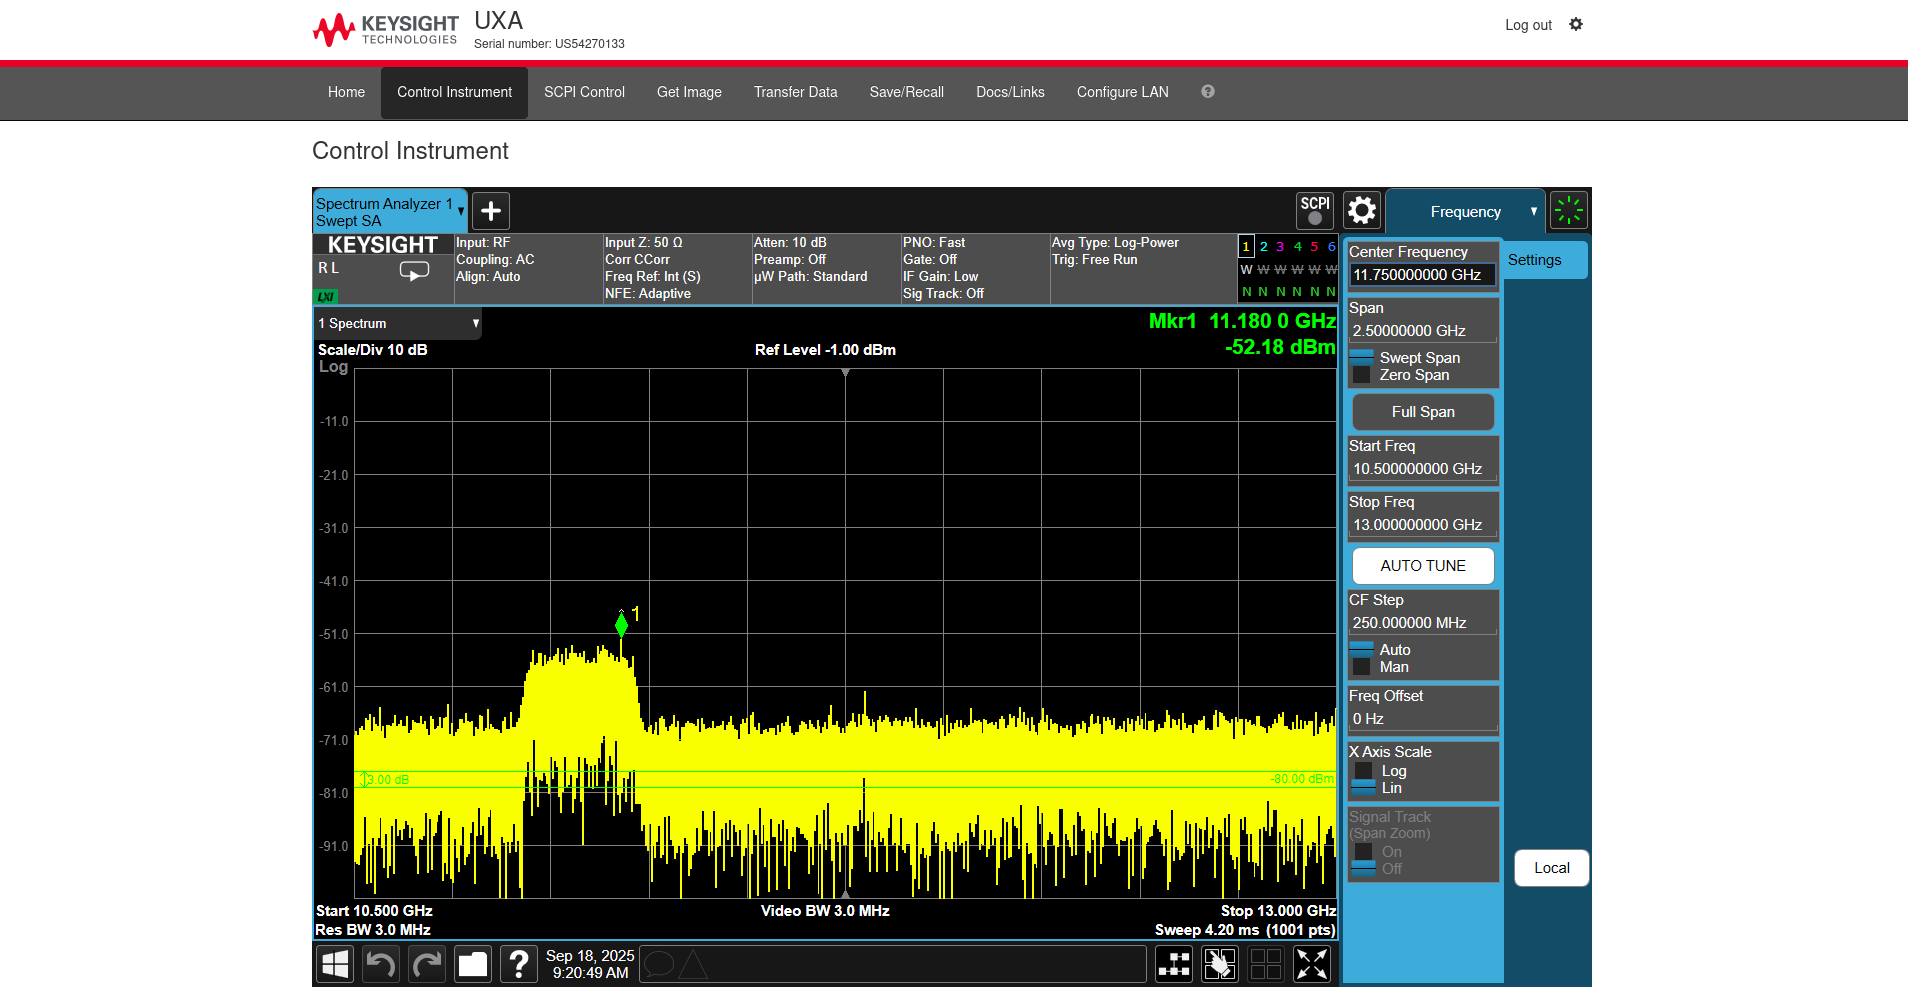 KEYSIGHT
TECHNOLOGIES
UXA
Serial number: US54270133
Log out
Home
Control Instrument
SCPI Control
Get Image
Transfer Data
Save/Recall
Docs/Links
Configure LAN
?
Control Instrument
Spectrum Analyzer 1
Swept SA
+
SCPI
Frequency
KEYSIGHT
R L
LXI
Input: RF
Coupling: AC
Align: Auto
Input Z: 50 Ω
Corr CCorr
Freq Ref: Int (S)
NFE: Adaptive
Atten: 10 dB
Preamp: Off
µW Path: Standard
PNO: Fast
Gate: Off
IF Gain: Low
Sig Track: Off
Avg Type: Log-Power
Trig: Free Run
1 2 3 4 5 6
W W W W W W
N N N N N N
1 Spectrum
Scale/Div 10 dB
Log
Ref Level -1.00 dBm
Mkr1 11.180 0 GHz
-52.18 dBm
-11.0
-21.0
-31.0
-41.0
-51.0
-61.0
-71.0
-81.0
-91.0
1
3.00 dB
-80.00 dBm
Start 10.500 GHz
Res BW 3.0 MHz
Video BW 3.0 MHz
Stop 13.000 GHz
Sweep 4.20 ms (1001 pts)
Center Frequency
11.750000000 GHz
Settings
Span
2.50000000 GHz
Swept Span
Zero Span
Full Span
Start Freq
10.500000000 GHz
Stop Freq
13.000000000 GHz
AUTO TUNE
CF Step
250.000000 MHz
Auto
Man
Freq Offset
0 Hz
X Axis Scale
Log
Lin
Signal Track
(Span Zoom)
On
Off
Local
?
Sep 18, 2025
9:20:49 AM